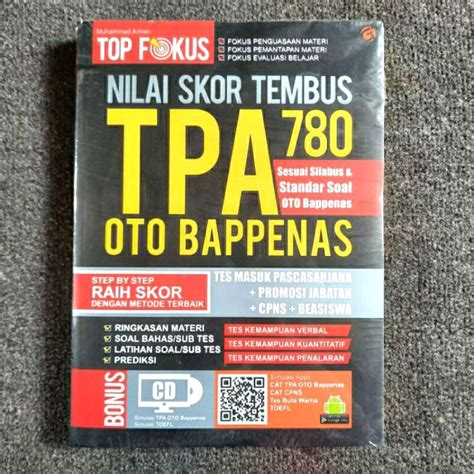 Muhammad Amien
TOP FOKUS
FOKUS PENGUASAAN MATERI
FOKUS PEMANTAPAN MATERI
FOKUS EVALUASI BELAJAR
NILAI SKOR TEMBUS
TPA 780
Sesuai Silabus &
Standar Soal
OTO Bappenas
OTO BAPPENAS
STEP BY STEP
RAIH SKOR
DENGAN METODE TERBAIK
TES MASUK PASCASARJANA
+ PROMOSI JABATAN
+ CPNS + BEASISWA
RINGKASAN MATERI
SOAL BAHAS/SUB TES
LATIHAN SOAL/SUB TES
PREDIKSI
TES KEMAMPUAN VERBAL
TES KEMAMPUAN KUANTITATIF
TES KEMAMPUAN PENALARAN
BONUS
CD
Simulasi TPA OTO Bappenas
Simulasi TOEFL
Simulasi Apps
CAT TPA OTO Bappenas
CAT CPNS
Tes Buta Warna
TOEFL